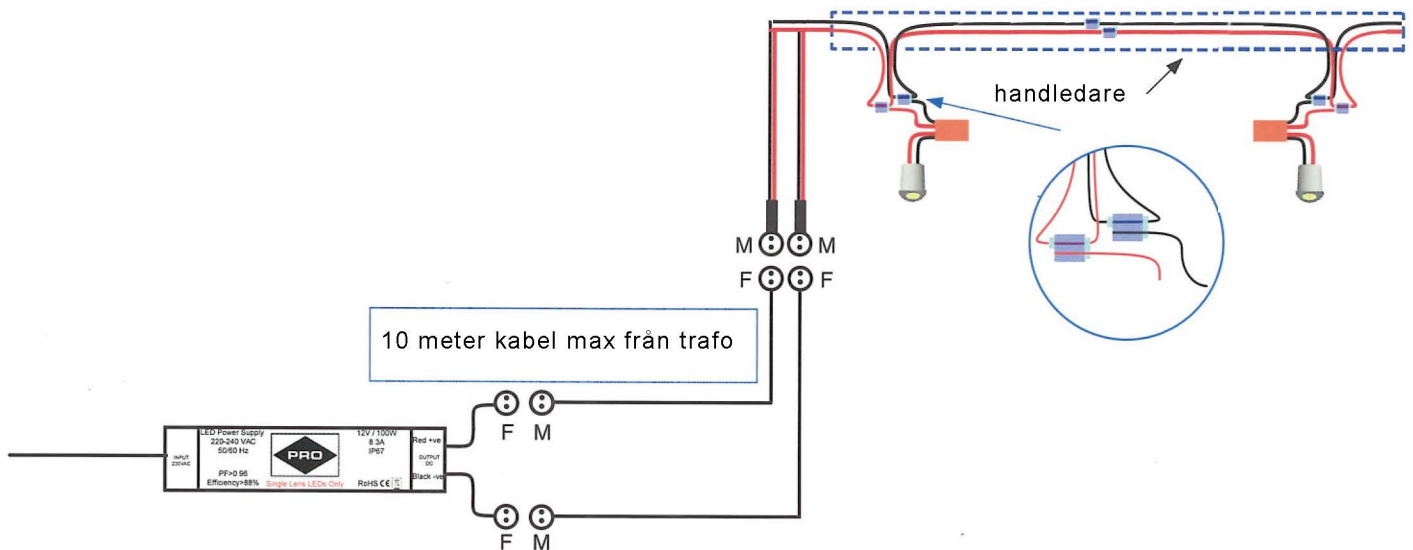 handledare
M M
F F
10 meter kabel max från trafo
F M
LED Power Supply
220-240 VAC
50/60 Hz
PF>0.96
Efficiency>88%
PRO
Single Lens LEDs Only
12V / 100W
8.3A
IP67
RoHS CE
INPUT
230VAC
Red +ve
OUTPUT
DC
Black -ve
F M